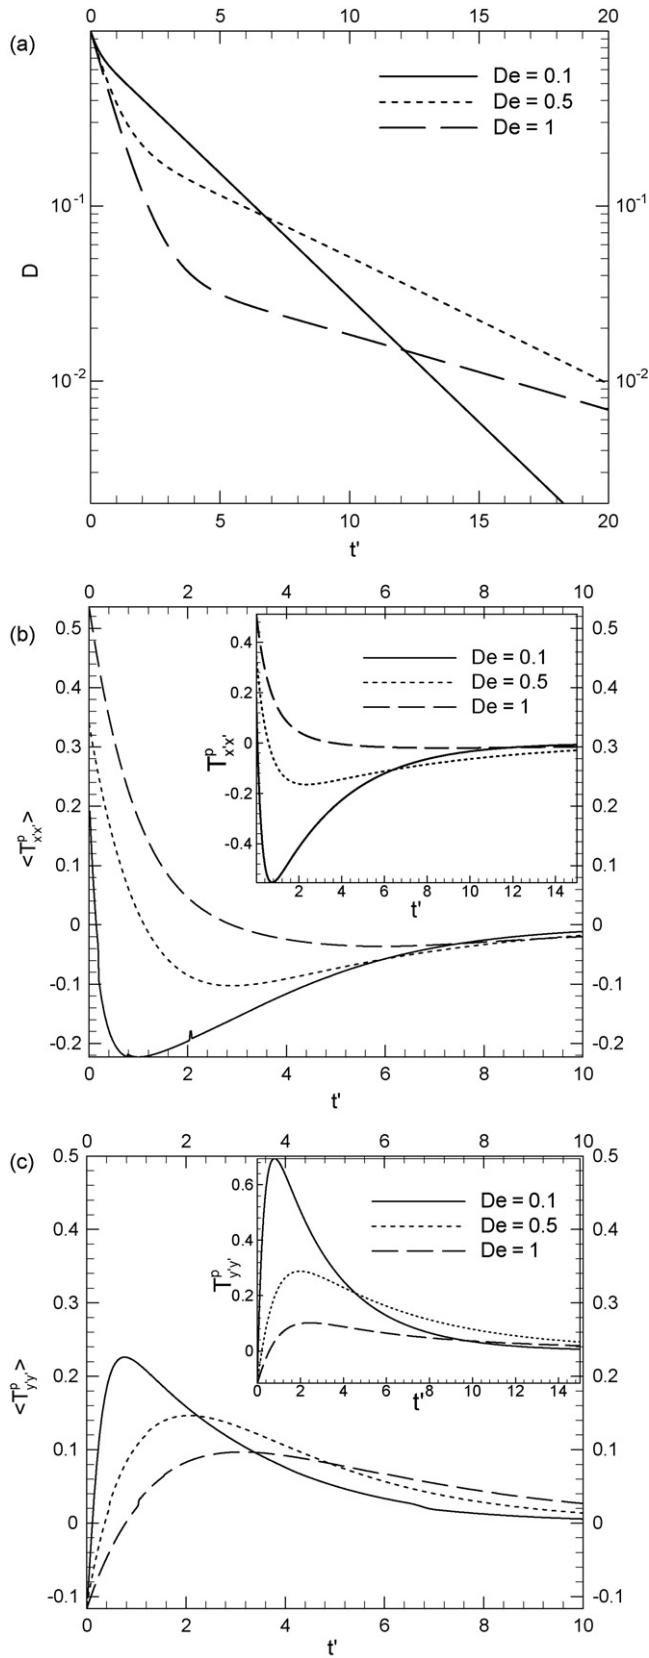 (a)
0 5 10 15 20
De = 0.1
De = 0.5
De = 1
10⁻¹ 10⁻¹
D
10⁻² 10⁻²
0 5 10 15 20
t'
0 2 4 6 8 10
(b)
0.5 0.5
0.4 0.4
0.3 0.3
0.2 0.2
0.1 0.1
0 0
-0.1 -0.1
-0.2 -0.2
<Tᵖx'x'>
0.4
0.2
0
-0.2
-0.4
Tᵖx'x'
De = 0.1
De = 0.5
De = 1
2 4 6 8 10 12 14
t'
0 2 4 6 8 10
t'
0 2 4 6 8 10
(c)
0.5 0.5
0.4 0.4
0.3 0.3
0.2 0.2
0.1 0.1
0 0
-0.1 -0.1
<Tᵖy'y'>
0.6
0.4
0.2
0
Tᵖy'y'
De = 0.1
De = 0.5
De = 1
0 2 4 6 8 10 12 14
t'
0 2 4 6 8 10
t'